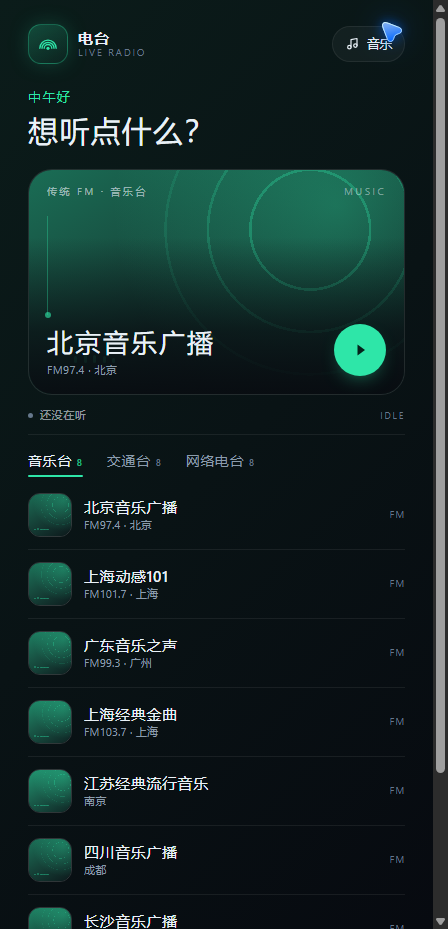 电台
LIVE RADIO
音乐
中午好
想听点什么？
传统 FM · 音乐台
MUSIC
北京音乐广播
FM97.4 · 北京
还没在听
IDLE
音乐台 8
交通台 8
网络电台 8
北京音乐广播
FM97.4 · 北京
FM
上海动感101
FM101.7 · 上海
FM
广东音乐之声
FM99.3 · 广州
FM
上海经典金曲
FM103.7 · 上海
FM
江苏经典流行音乐
南京
FM
四川音乐广播
成都
FM
长沙音乐广播
FM